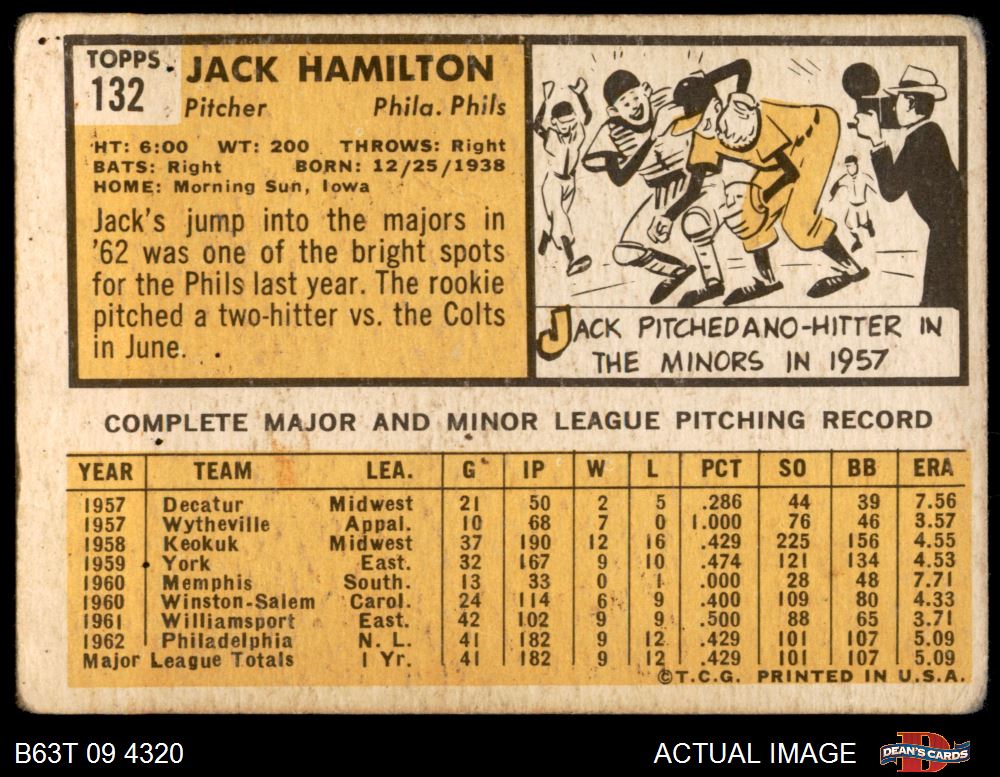 TOPPS
132
JACK HAMILTON
Pitcher Phila. Phils
HT: 6:00 WT: 200 THROWS: Right
BATS: Right BORN: 12/25/1938
HOME: Morning Sun, Iowa
Jack's jump into the majors in
'62 was one of the bright spots
for the Phils last year. The rookie
pitched a two-hitter vs. the Colts
in June.
JACK PITCHED A NO-HITTER IN
THE MINORS IN 1957
COMPLETE MAJOR AND MINOR LEAGUE PITCHING RECORD
YEAR TEAM LEA. G IP W L PCT SO BB ERA
1957 Decatur Midwest 21 50 2 5 .286 44 39 7.56
1957 Wytheville Appal. 10 68 7 0 1.000 76 46 3.57
1958 Keokuk Midwest 37 190 12 16 .429 225 156 4.55
1959 York East. 32 167 9 10 .474 121 134 4.53
1960 Memphis South. 13 33 0 1 .000 28 48 7.71
1960 Winston-Salem Carol. 24 114 6 9 .400 109 80 4.33
1961 Williamsport East. 42 102 9 9 .500 88 65 3.71
1962 Philadelphia N. L. 41 182 9 12 .429 101 107 5.09
Major League Totals 1 Yr. 41 182 9 12 .429 101 107 5.09
©T.C.G. PRINTED IN U.S.A.
B63T 09 4320 ACTUAL IMAGE DEAN'S CARDS